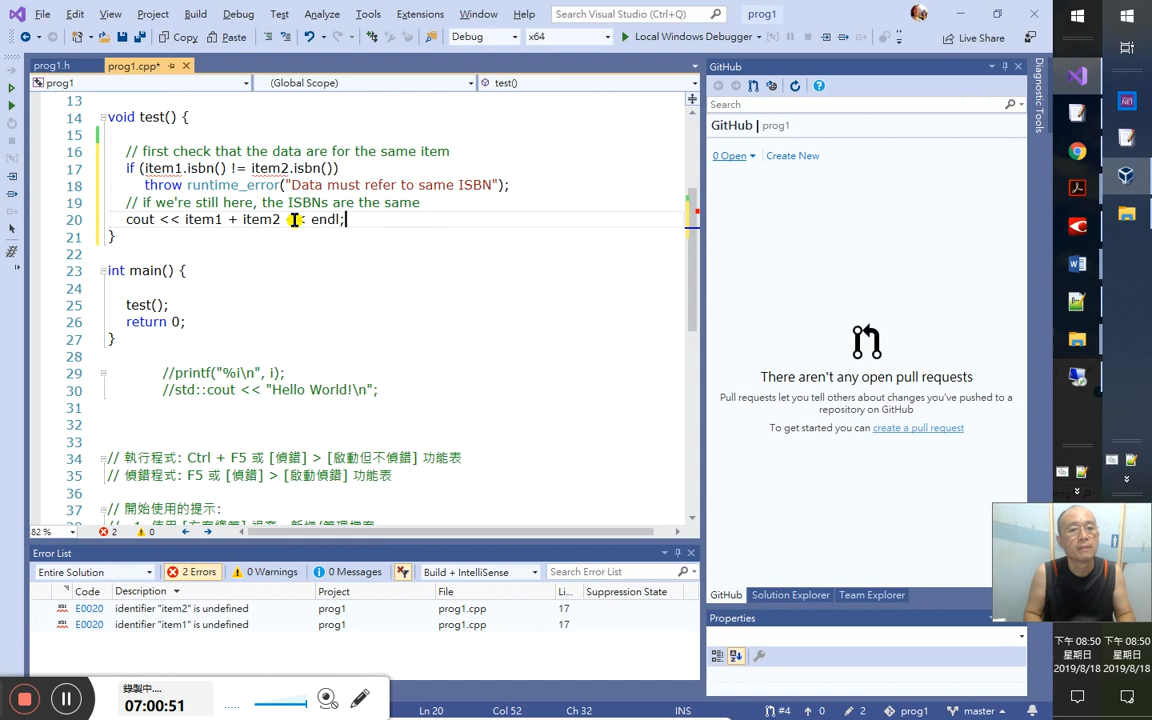 File Edit View Project Build Debug Test Analyze Tools Extensions Window Help Search Visual Studio (Ctrl+Q) prog1
Copy Paste Debug x64 Local Windows Debugger Live Share
prog1.h prog1.cpp*
prog1 (Global Scope) test()
13
14 void test() {
15
16 // first check that the data are for the same item
17 if (item1.isbn() != item2.isbn())
18 throw runtime_error("Data must refer to same ISBN");
19 // if we're still here, the ISBNs are the same
20 cout << item1 + item2 << endl;
21 }
22
23 int main() {
24
25 test();
26 return 0;
27 }
28
29 //printf("%i\n", i);
30 //std::cout << "Hello World!\n";
31
32
33
34 // 執行程式: Ctrl + F5 或 [偵錯] > [啟動但不偵錯] 功能表
35 // 偵錯程式: F5 或 [偵錯] > [啟動偵錯] 功能表
36
37 // 開始使用的提示:
82 % 2 0
GitHub
Search
GitHub | prog1
0 Open Create New
There aren't any open pull requests
Pull requests let you tell others about changes you've pushed to a
repository on GitHub
To get started you can create a pull request
GitHub Solution Explorer Team Explorer
Properties
Diagnostic Tools
Error List
Entire Solution 2 Errors 0 Warnings 0 Messages Build + IntelliSense Search Error List
Code Description Project File Li... Suppression State
E0020 identifier "item2" is undefined prog1 prog1.cpp 17
E0020 identifier "item1" is undefined prog1 prog1.cpp 17
錄製中...
07:00:51
Ln 20 Col 52 Ch 32 INS #4 0 2 prog1 master
下午 08:50 下午 08:50
星期日 星期日
2019/8/18 2019/8/18